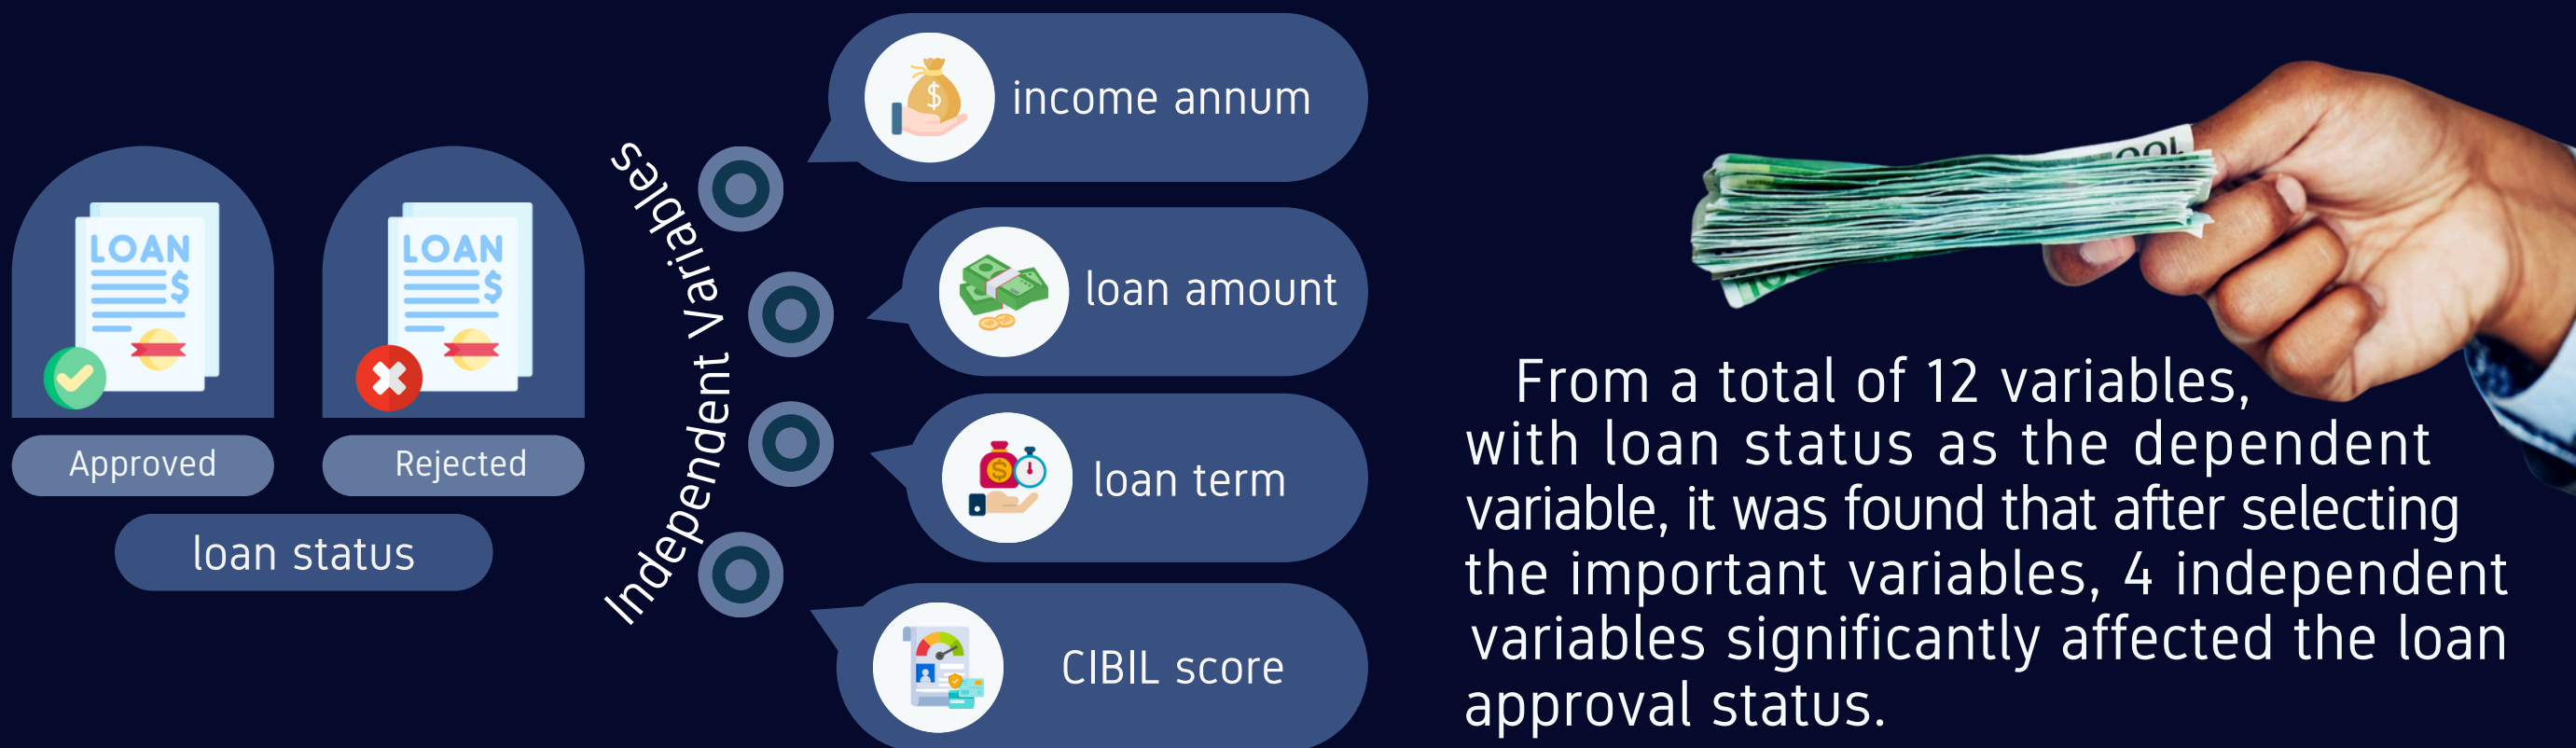 LOAN
$
Approved
LOAN
$
Rejected
loan status
Independent Variables
$
income annum
loan amount
$
loan term
CIBIL score
100
From a total of 12 variables,
with loan status as the dependent
variable, it was found that after selecting
the important variables, 4 independent
variables significantly affected the loan
approval status.